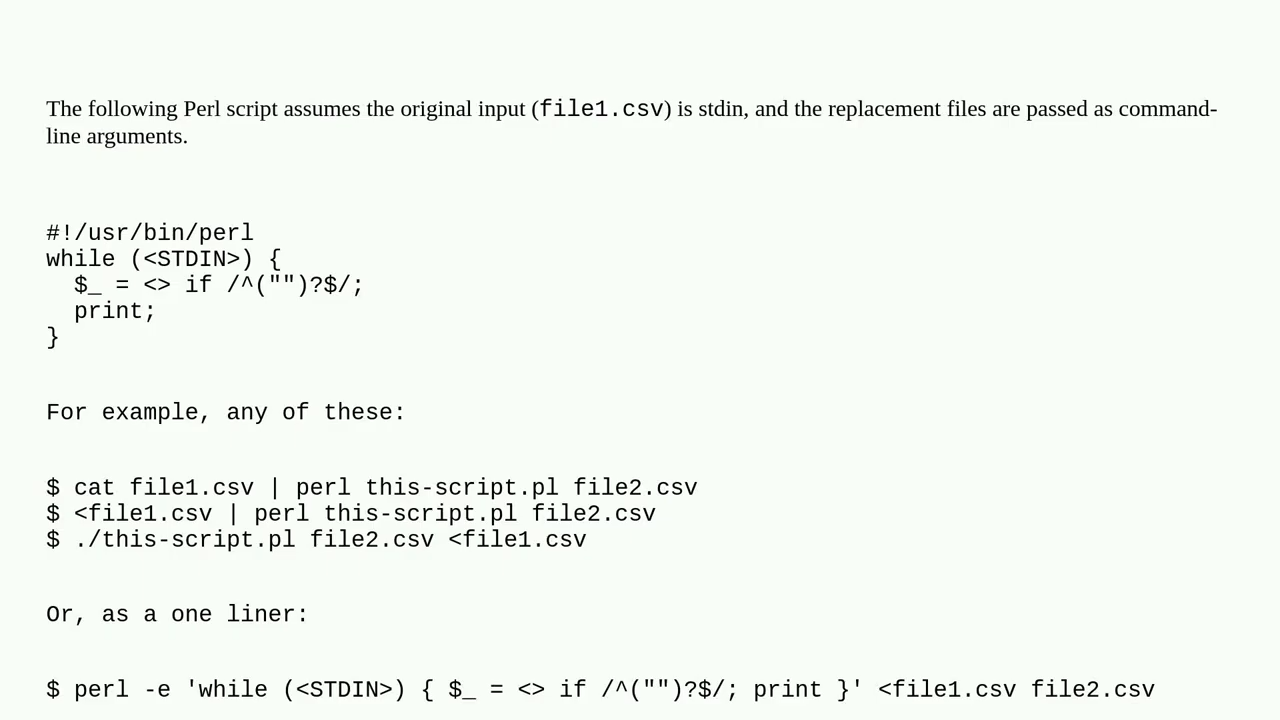 The following Perl script assumes the original input (file1.csv) is stdin, and the replacement files are passed as command-
line arguments.
#!/usr/bin/perl
while (<STDIN>) {
  $_ = <> if /^("")?$/;
  print;
}
For example, any of these:
$ cat file1.csv | perl this-script.pl file2.csv
$ <file1.csv | perl this-script.pl file2.csv
$ ./this-script.pl file2.csv <file1.csv
Or, as a one liner:
$ perl -e 'while (<STDIN>) { $_ = <> if /^("")?$/; print }' <file1.csv file2.csv